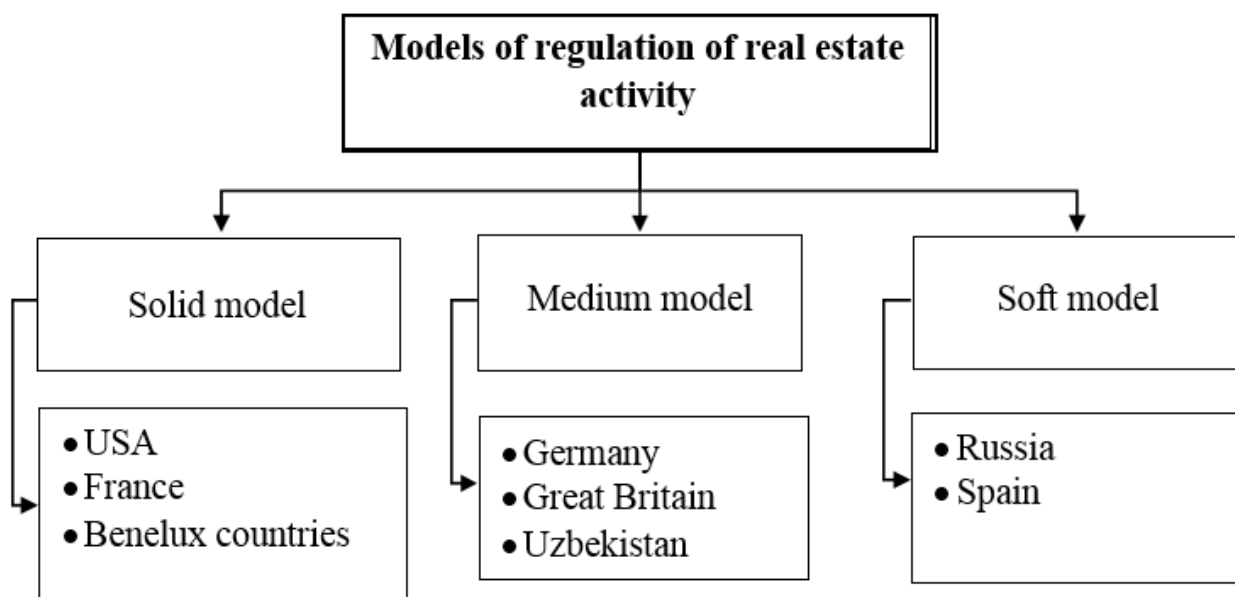 Models of regulation of real estate
activity
Solid model
Medium model
Soft model
• USA
• France
• Benelux countries
• Germany
• Great Britain
• Uzbekistan
• Russia
• Spain